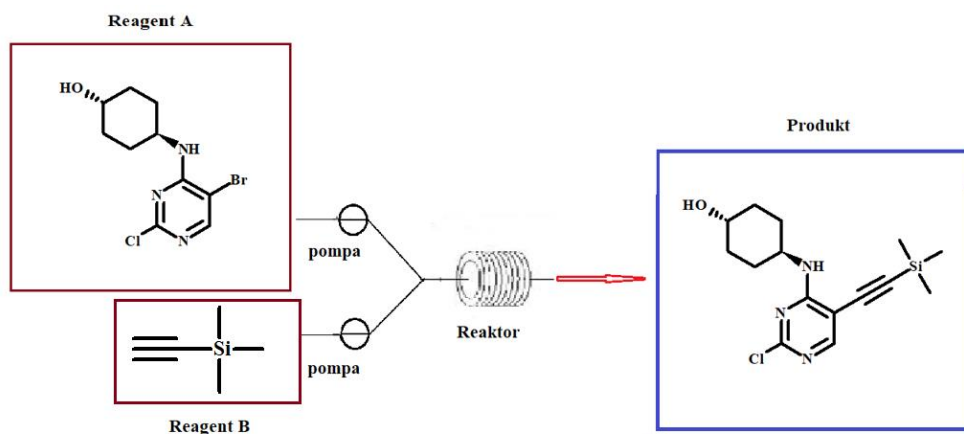 Reagent A
HO
NH
N
Br
Cl
N
pompa
Reaktor
Si
pompa
Reagent B
Produkt
HO
NH
Si
N
Cl
N